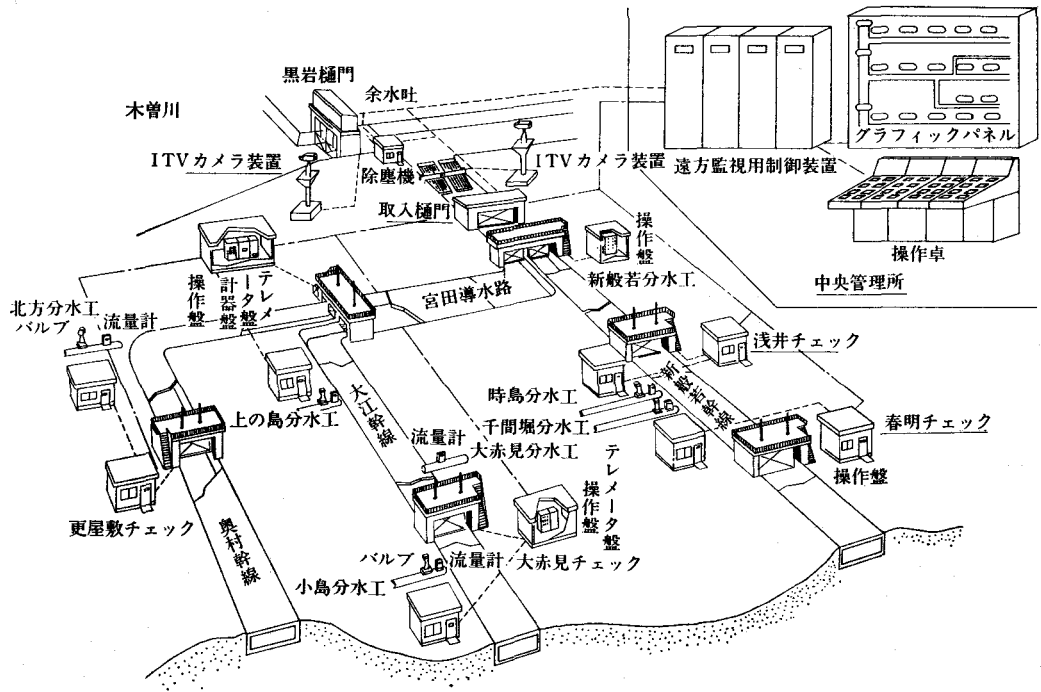 黒岩樋門
余水吐
木曽川
ITVカメラ装置
除塵機
ITVカメラ装置
取入樋門
グラフィックパネル
遠方監視用制御装置
操作卓
中央管理所
操作盤
新般若分水工
宮田導水路
テレメータ盤
計器盤
操作盤
北方分水工
バルブ
流量計
浅井チェック
時島分水工
新般若幹線
千間堀分水工
上の島分水工
大江幹線
流量計
大赤見分水工
春明チェック
操作盤
テレメータ盤
操作盤
更屋敷チェック
奥村幹線
バルブ
流量計
大赤見チェック
小島分水工